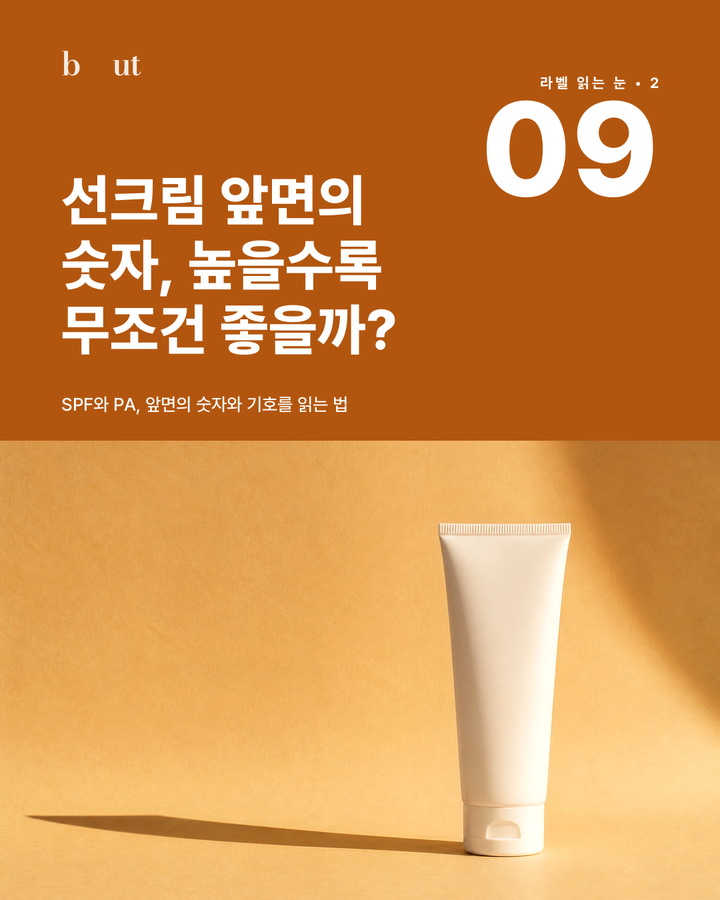 b ut
라벨 읽는 눈 • 2
09
선크림 앞면의
숫자, 높을수록
무조건 좋을까?
SPF와 PA, 앞면의 숫자와 기호를 읽는 법